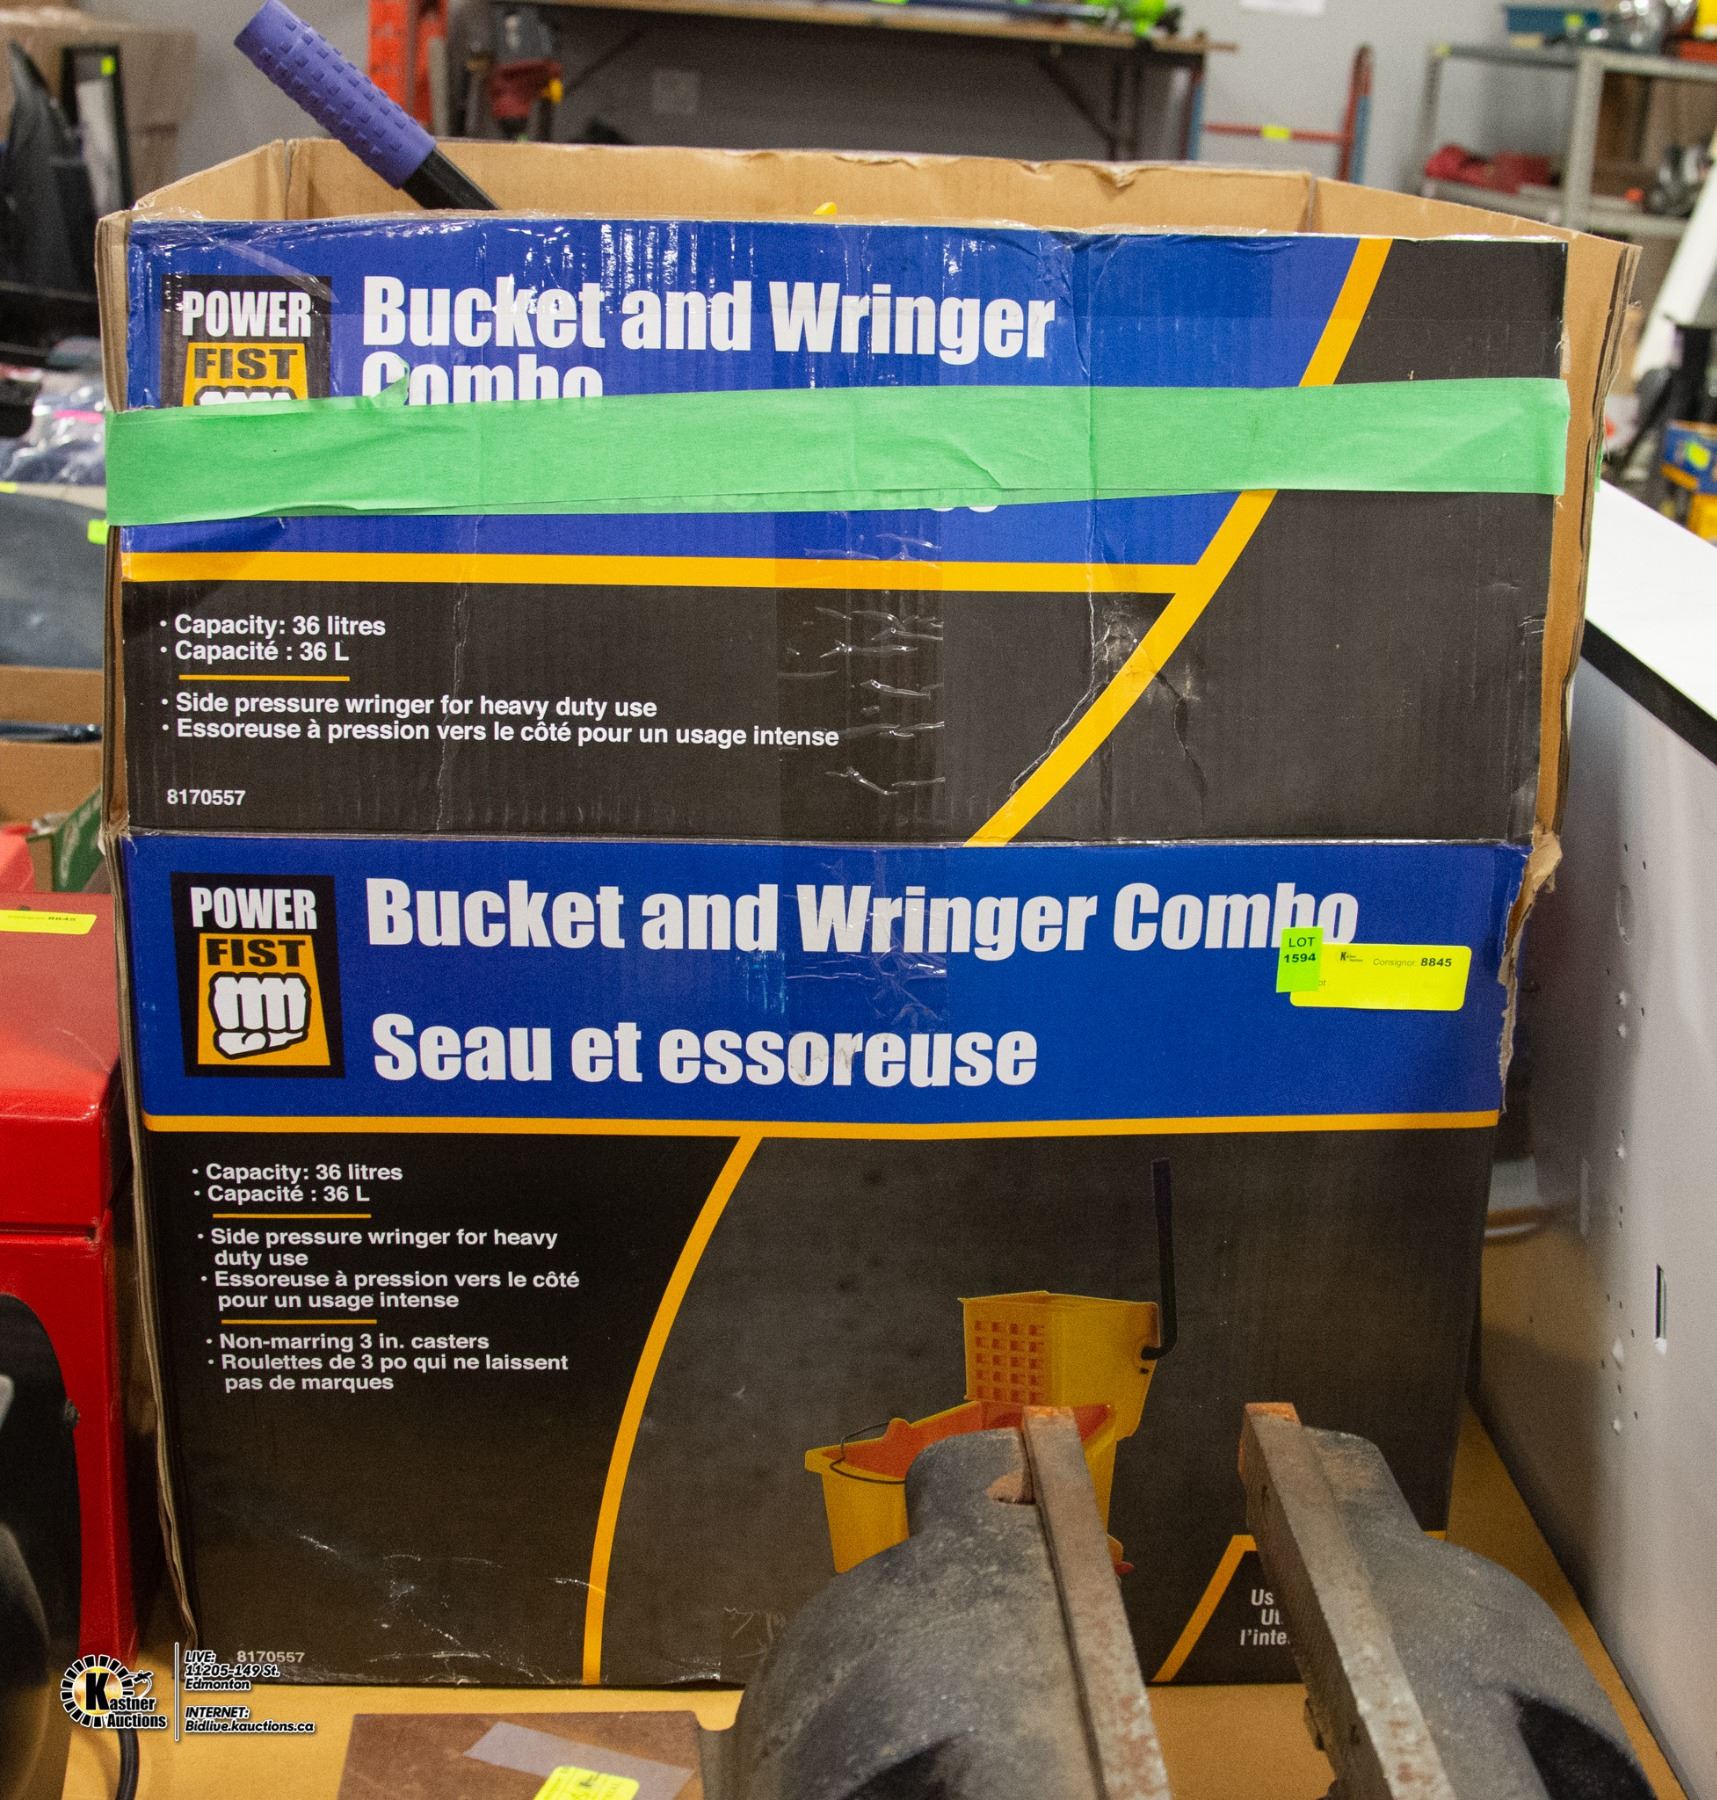 POWER
FIST
Bucket and Wringer
Combo
• Capacity: 36 litres
• Capacité : 36 L
• Side pressure wringer for heavy duty use
• Essoreuse à pression vers le côté pour un usage intense
8170557
POWER
FIST
Bucket and Wringer Combo
LOT
1594
Consignor: 8845
Seau et essoreuse
• Capacity: 36 litres
• Capacité : 36 L
• Side pressure wringer for heavy
duty use
• Essoreuse à pression vers le côté
pour un usage intense
• Non-marring 3 in. casters
• Roulettes de 3 po qui ne laissent
pas de marques
8170557
Kastner
Auctions
LIVE:
11205-149 St.
Edmonton
INTERNET:
Bidlive.kauctions.ca